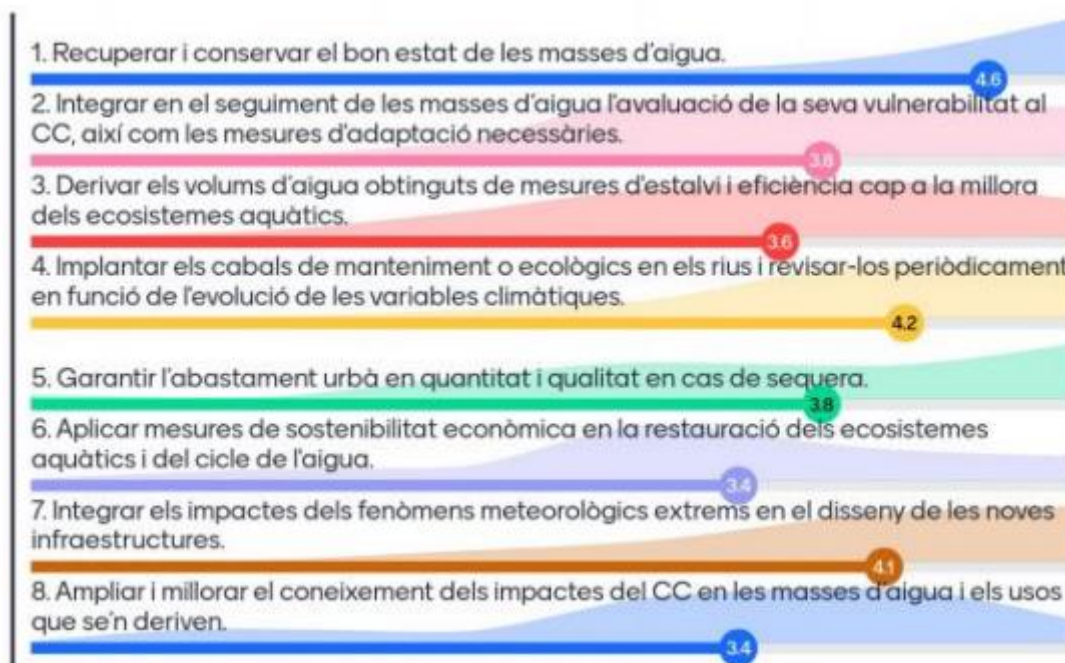 1. Recuperar i conservar el bon estat de les masses d'aigua.
4.6
2. Integrar en el seguiment de les masses d'aigua l'avaluació de la seva vulnerabilitat al
CC, així com les mesures d'adaptació necessàries.
3.8
3. Derivar els volums d'aigua obtinguts de mesures d'estalvi i eficiència cap a la millora
dels ecosistemes aquàtics.
3.6
4. Implantar els cabals de manteniment o ecològics en els rius i revisar-los periòdicament
en funció de l'evolució de les variables climàtiques.
4.2
5. Garantir l'abastament urbà en quantitat i qualitat en cas de sequera.
3.8
6. Aplicar mesures de sostenibilitat econòmica en la restauració dels ecosistemes
aquàtics i del cicle de l'aigua.
3.4
7. Integrar els impactes dels fenòmens meteorològics extrems en el disseny de les noves
infraestructures.
4.1
8. Ampliar i millorar el coneixement dels impactes del CC en les masses d'aigua i els usos
que se'n deriven.
3.4